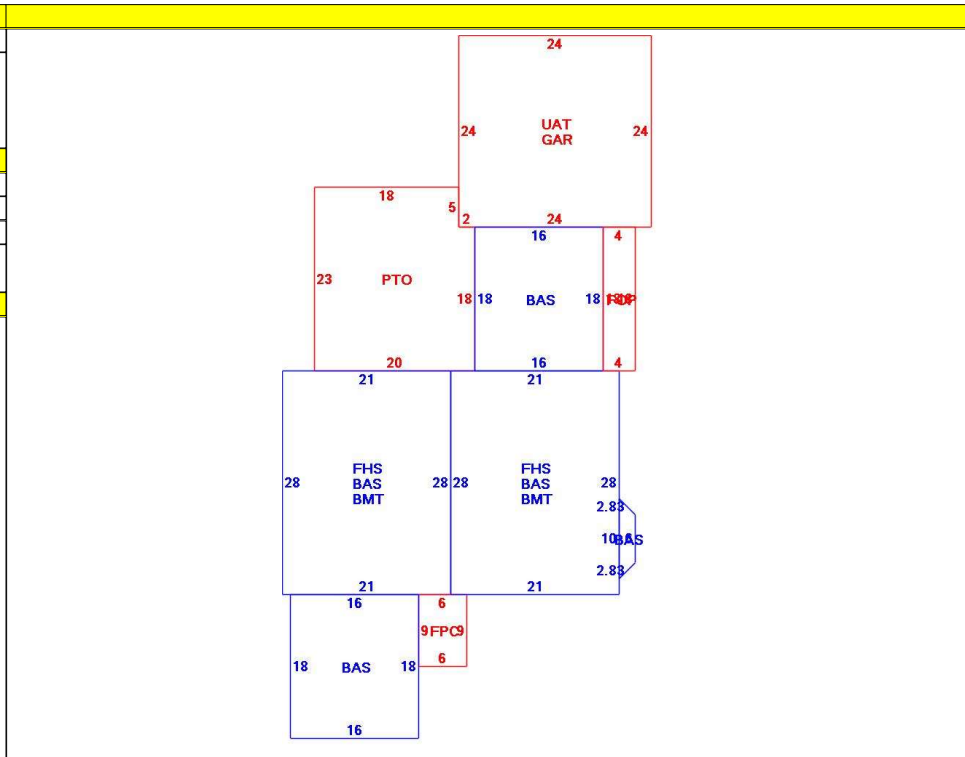 24
UAT
24 24
GAR
18
5
2 24
16 4
23 PTO
18 18 BAS 18
20 16 4
21 21
FHS FHS
28 BAS 28 28 BAS 28
BMT BMT
2.83
10 BAS
2.83
21 21
16 6
9 FPC 9
18 BAS 18 6
16